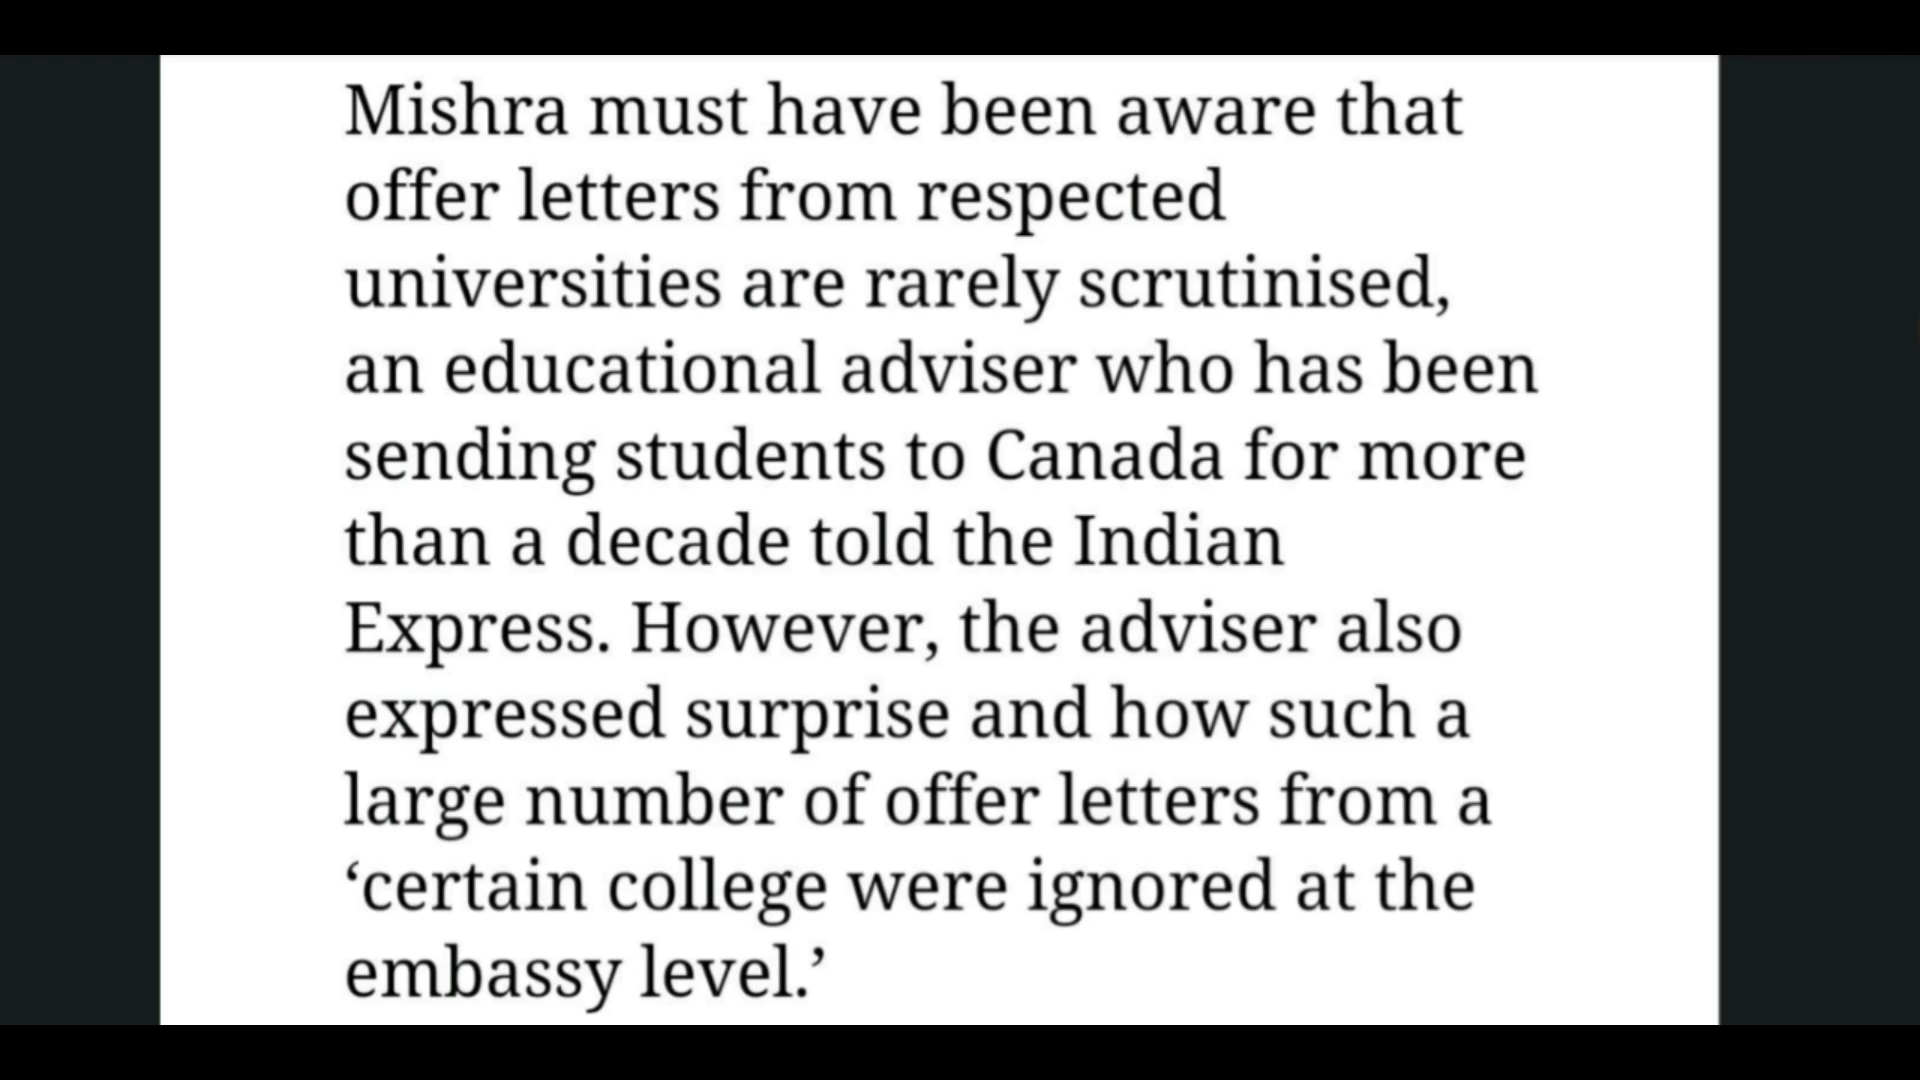 Mishra must have been aware that
offer letters from respected
universities are rarely scrutinised,
an educational adviser who has been
sending students to Canada for more
than a decade told the Indian
Express. However, the adviser also
expressed surprise and how such a
large number of offer letters from a
‘certain college were ignored at the
embassy level.’